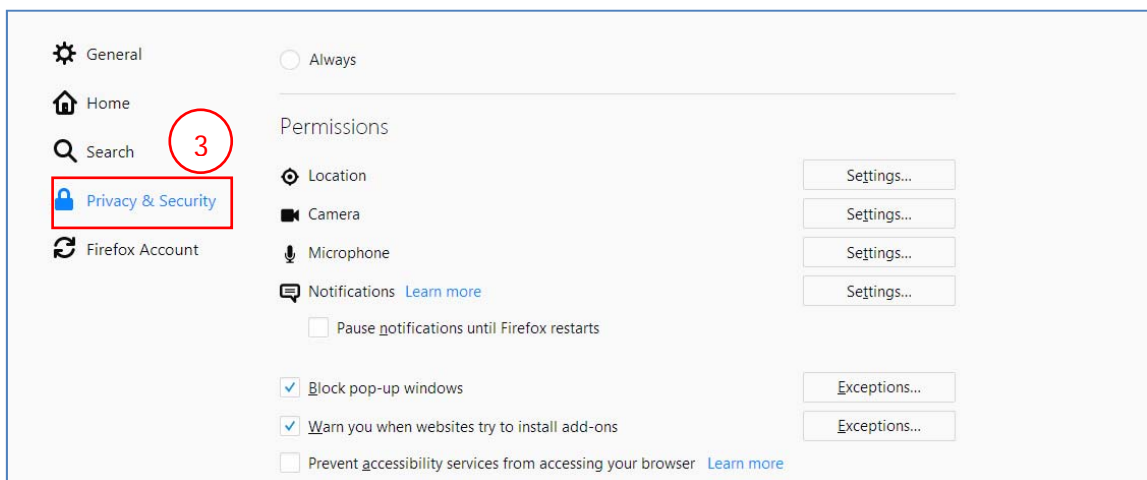 General
Home
Search
3
Privacy & Security
Firefox Account
Always
Permissions
Location Settings...
Camera Settings...
Microphone Settings...
Notifications Learn more Settings...
Pause notifications until Firefox restarts
Block pop-up windows Exceptions...
Warn you when websites try to install add-ons Exceptions...
Prevent accessibility services from accessing your browser Learn more